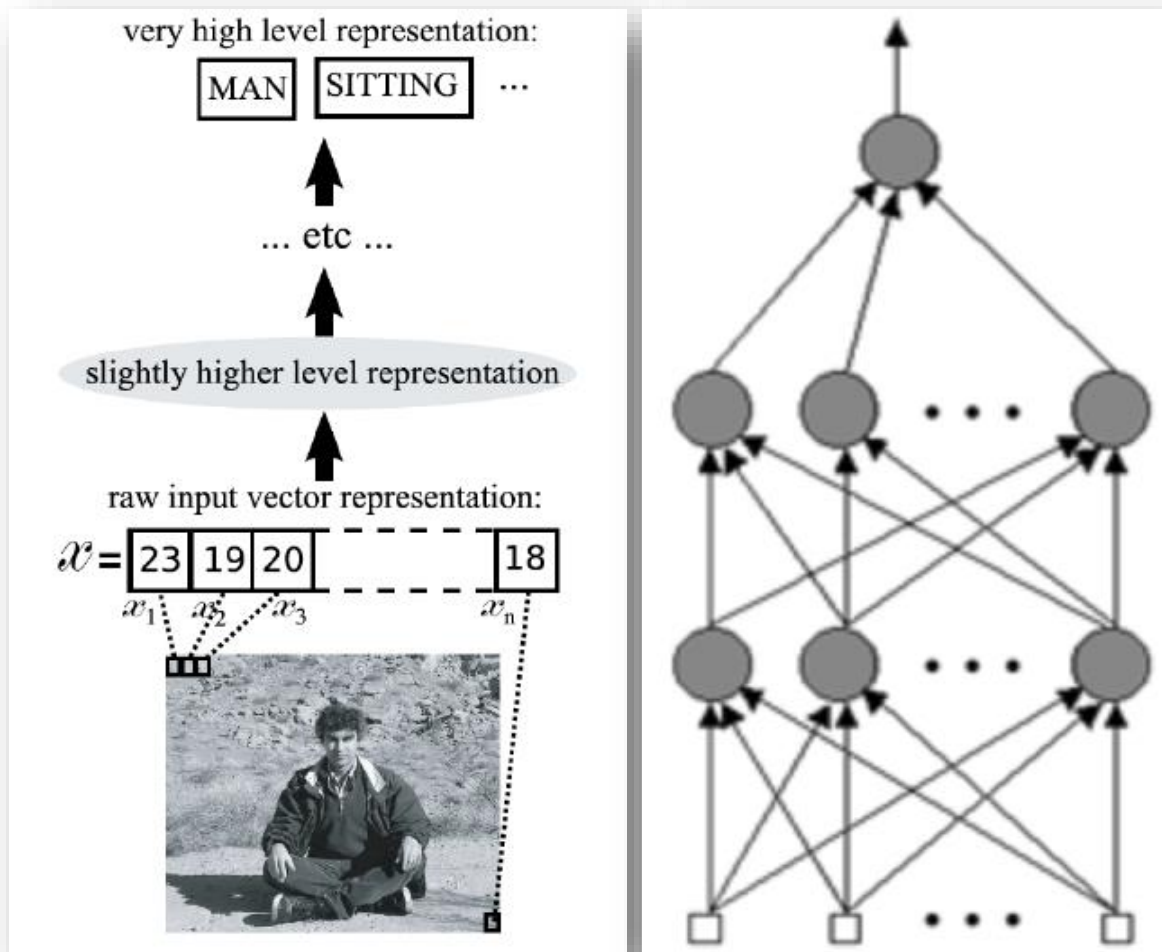 very high level representation:
MAN SITTING ...
... etc ...
slightly higher level representation
raw input vector representation:
x = 23 19 20 18
x1 x2 x3 xn